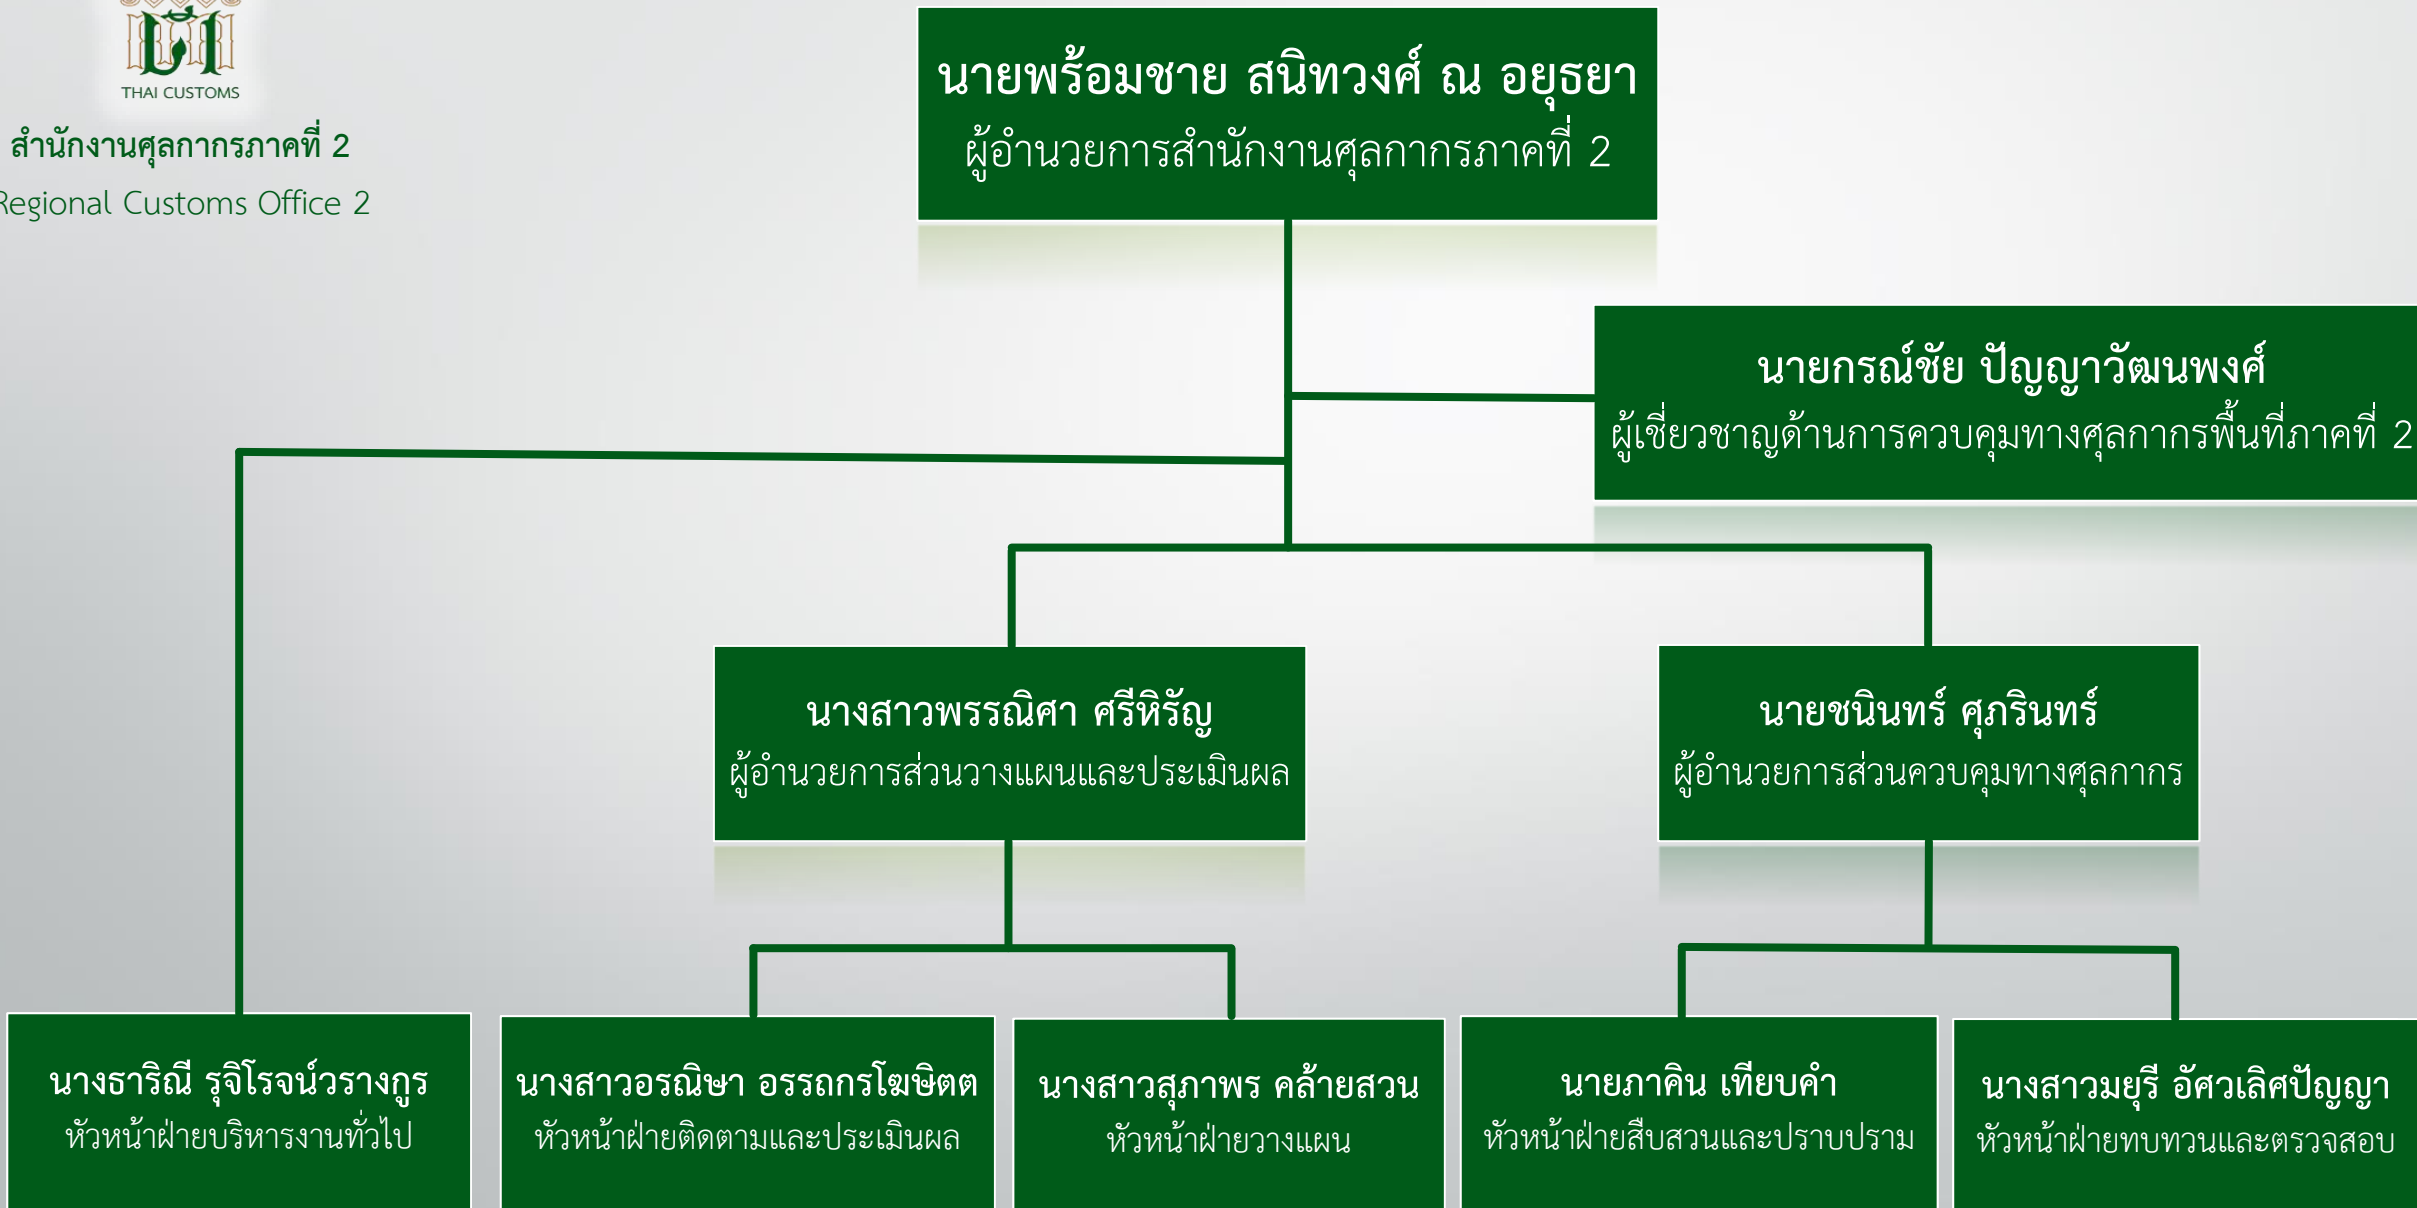 THAI CUSTOMS
สำนักงานศุลกากรภาคที่ 2
Regional Customs Office 2
นายพร้อมชาย สนิทวงศ์ ณ อยุธยา
ผู้อำนวยการสำนักงานศุลกากรภาคที่ 2
นายกรณ์ชัย ปัญญาวัฒนพงศ์
ผู้เชี่ยวชาญด้านการควบคุมทางศุลกากรพื้นที่ภาคที่ 2
นางสาวพรรณิศา ศรีหิรัญ
ผู้อำนวยการส่วนวางแผนและประเมินผล
นายชนินทร์ ศุภรินทร์
ผู้อำนวยการส่วนควบคุมทางศุลกากร
นางธาริณี รุจิโรจน์วรางกูร
หัวหน้าฝ่ายบริหารงานทั่วไป
นางสาวอรณิษา อรรถกรโฆษิตต
หัวหน้าฝ่ายติดตามและประเมินผล
นางสาวสุภาพร คล้ายสวน
หัวหน้าฝ่ายวางแผน
นายภาคิน เทียบคำ
หัวหน้าฝ่ายสืบสวนและปราบปราม
นางสาวมยุรี อัศวเลิศปัญญา
หัวหน้าฝ่ายทบทวนและตรวจสอบ